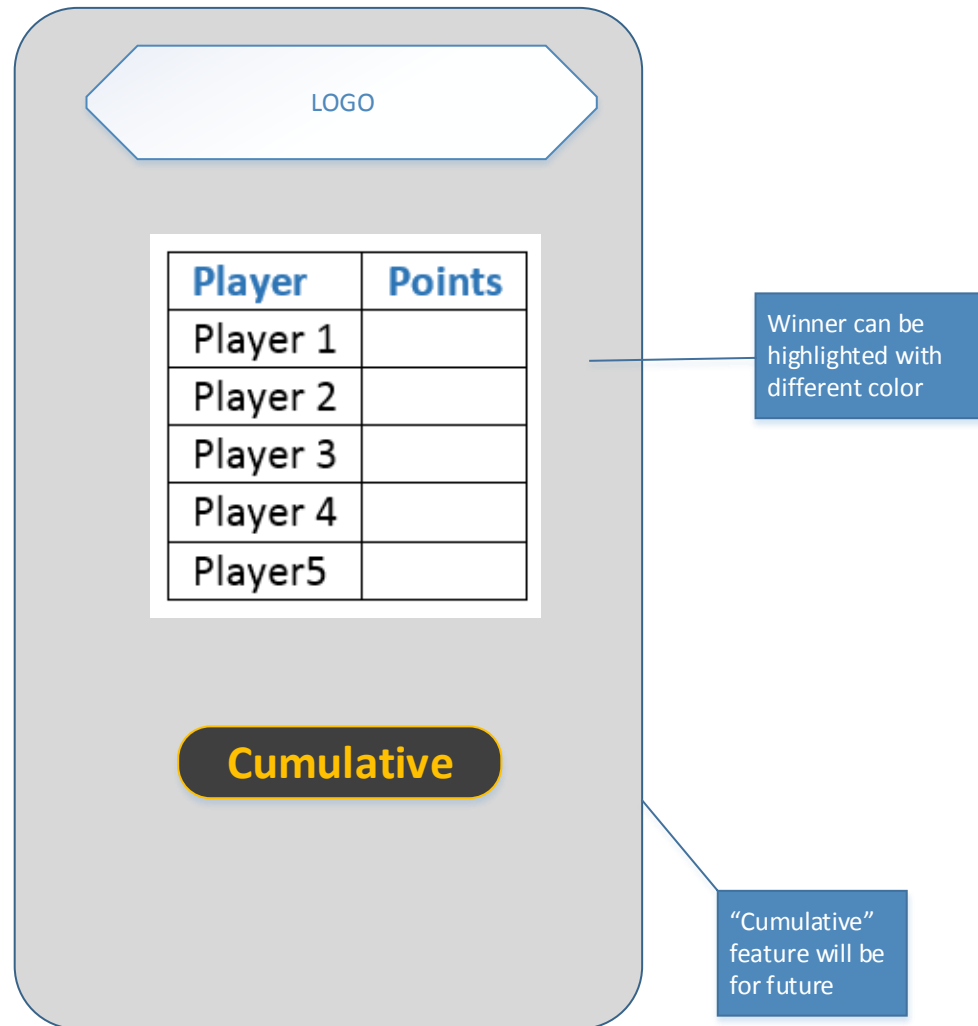 LOGO
Player Points
Player 1
Player 2
Player 3
Player 4
Player5
Winner can be
highlighted with
different color
Cumulative
“Cumulative”
feature will be
for future